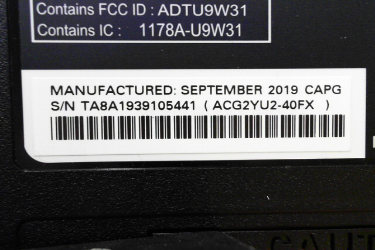 Contains FCC ID : ADTU9W31
Contains IC : 1178A-U9W31
MANUFACTURED: SEPTEMBER 2019 CAPG
S/N TA8A1939105441 ( ACG2YU2-40FX )